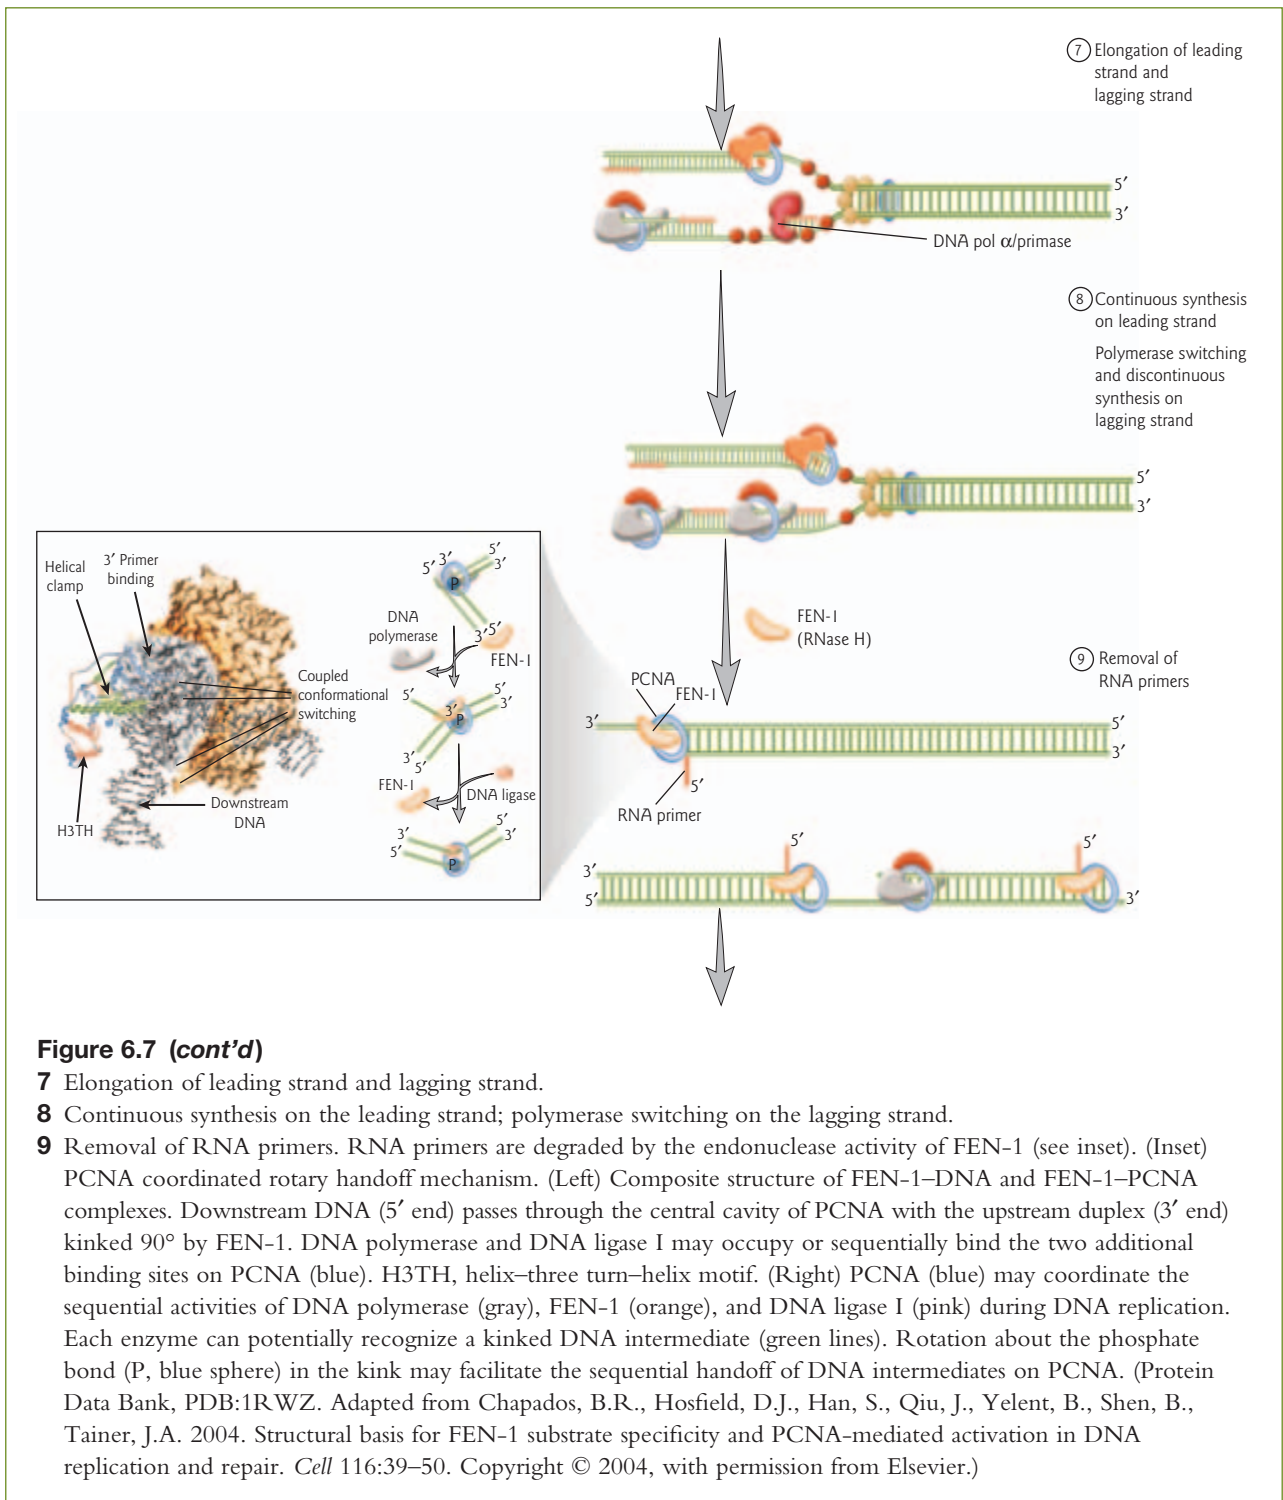 7 Elongation of leading
strand and
lagging strand
5′
3′
DNA pol α/primase
8 Continuous synthesis
on leading strand
Polymerase switching
and discontinuous
synthesis on
lagging strand
5′
3′
FEN-1
(RNase H)
9 Removal of
RNA primers
Helical
clamp
3′ Primer
binding
Coupled
conformational
switching
Downstream
DNA
H3TH
5′
3′
5′
3′
P
DNA
polymerase
3′
5′
FEN-1
5′
5′
3′
3′
P
3′
5′
FEN-1
DNA ligase
3′
5′
5′
3′
P
PCNA
FEN-1
3′
5′
3′
5′
RNA primer
5′
5′
3′
5′
3′
Figure 6.7 (cont'd)
7 Elongation of leading strand and lagging strand.
8 Continuous synthesis on the leading strand; polymerase switching on the lagging strand.
9 Removal of RNA primers. RNA primers are degraded by the endonuclease activity of FEN-1 (see inset). (Inset)
PCNA coordinated rotary handoff mechanism. (Left) Composite structure of FEN-1–DNA and FEN-1–PCNA
complexes. Downstream DNA (5′ end) passes through the central cavity of PCNA with the upstream duplex (3′ end)
kinked 90° by FEN-1. DNA polymerase and DNA ligase I may occupy or sequentially bind the two additional
binding sites on PCNA (blue). H3TH, helix–three turn–helix motif. (Right) PCNA (blue) may coordinate the
sequential activities of DNA polymerase (gray), FEN-1 (orange), and DNA ligase I (pink) during DNA replication.
Each enzyme can potentially recognize a kinked DNA intermediate (green lines). Rotation about the phosphate
bond (P, blue sphere) in the kink may facilitate the sequential handoff of DNA intermediates on PCNA. (Protein
Data Bank, PDB:1RWZ. Adapted from Chapados, B.R., Hosfield, D.J., Han, S., Qiu, J., Yelent, B., Shen, B.,
Tainer, J.A. 2004. Structural basis for FEN-1 substrate specificity and PCNA-mediated activation in DNA
replication and repair. Cell 116:39–50. Copyright © 2004, with permission from Elsevier.)